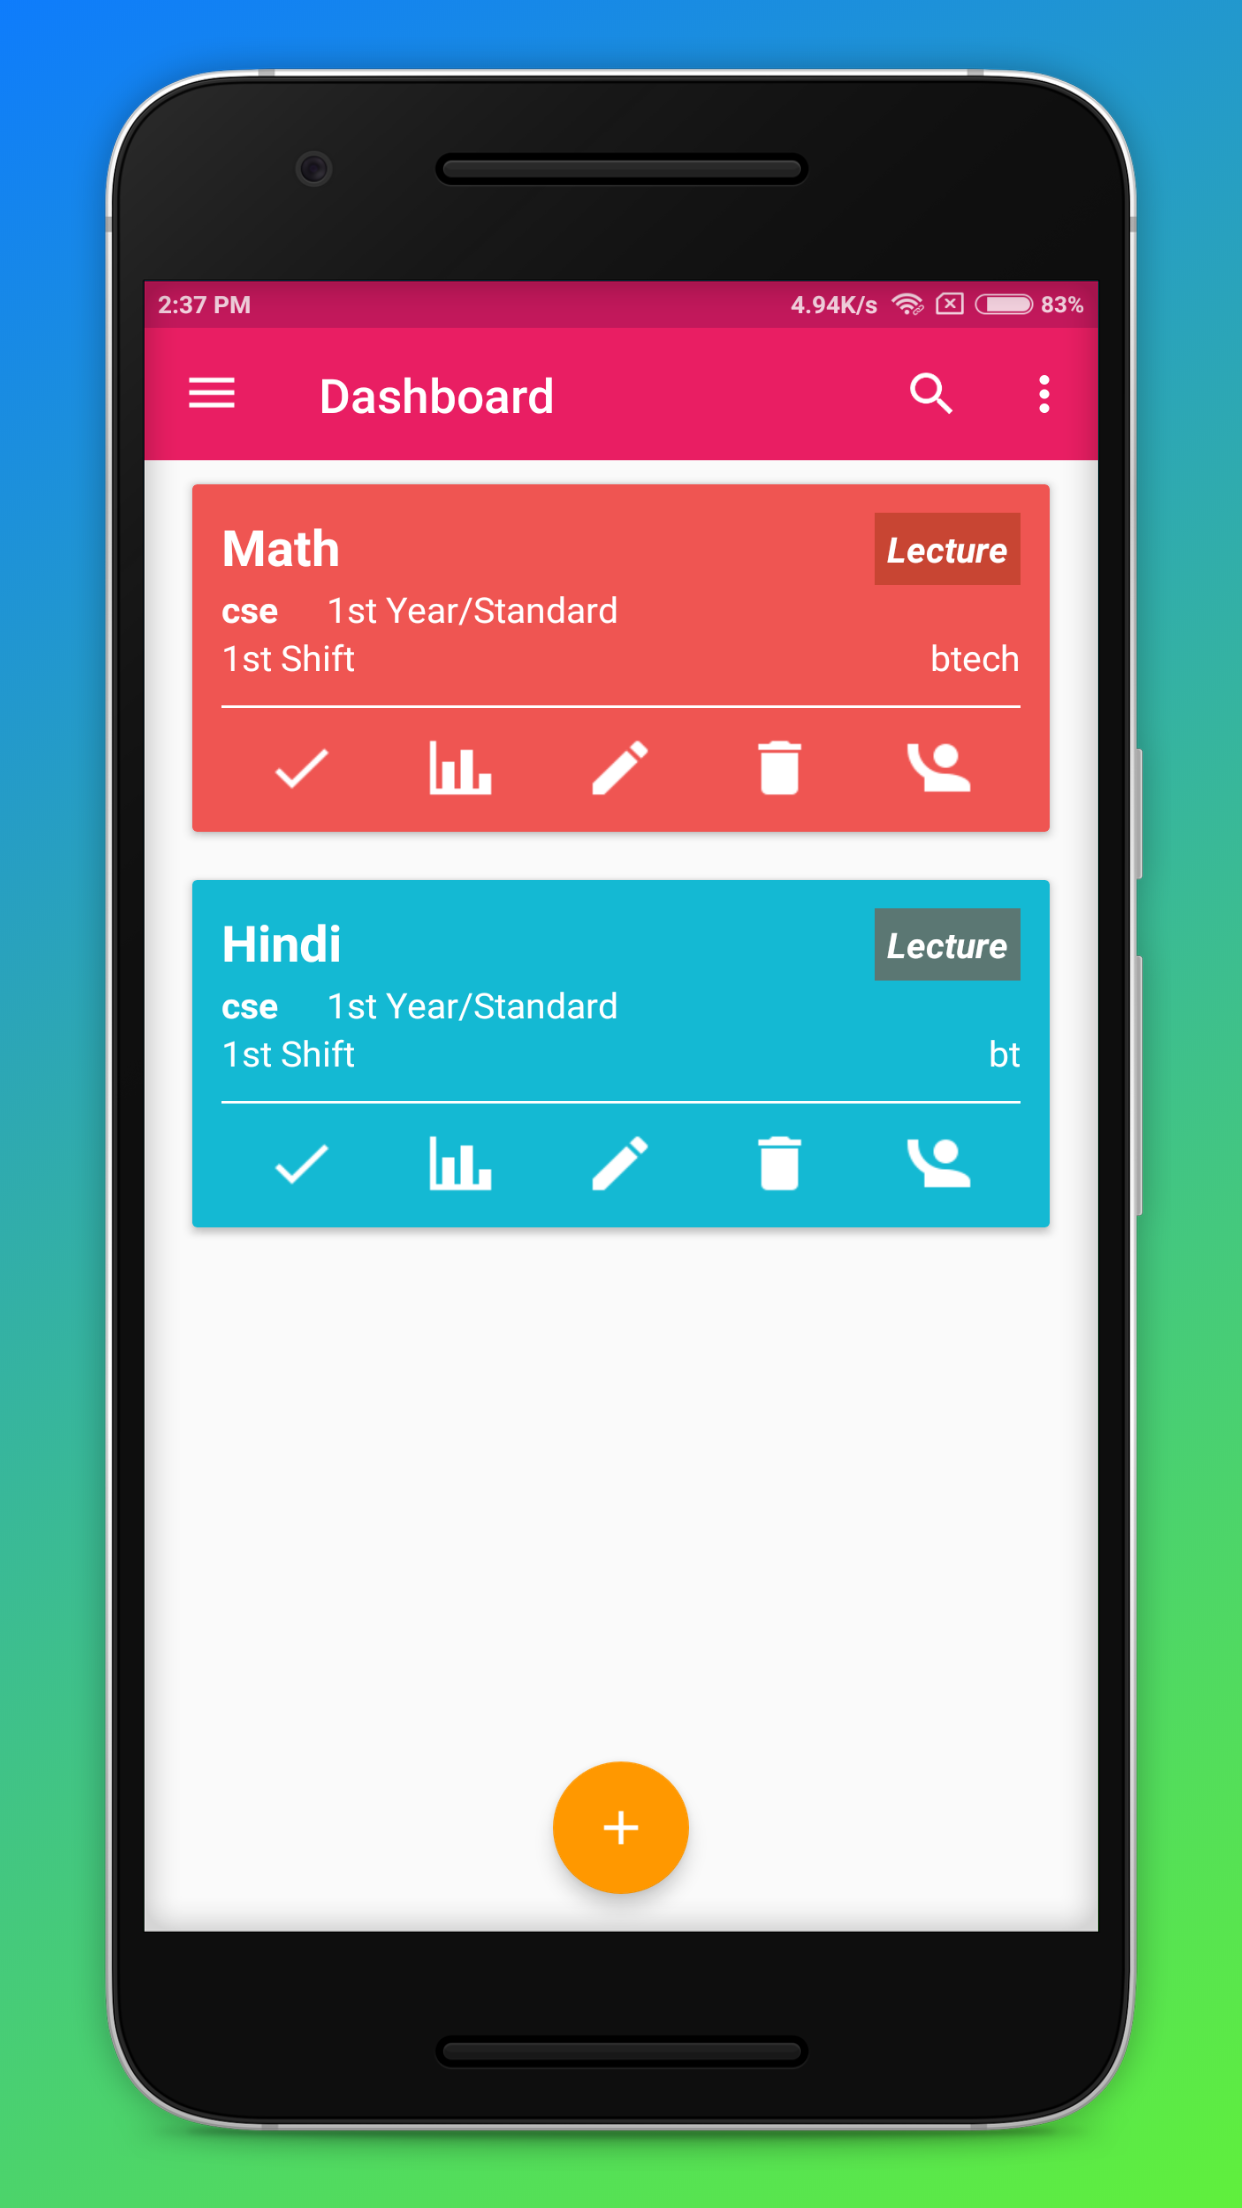 2:37 PM 4.94K/s 83%
Dashboard
Math Lecture
cse 1st Year/Standard
1st Shift btech
Hindi Lecture
cse 1st Year/Standard
1st Shift bt